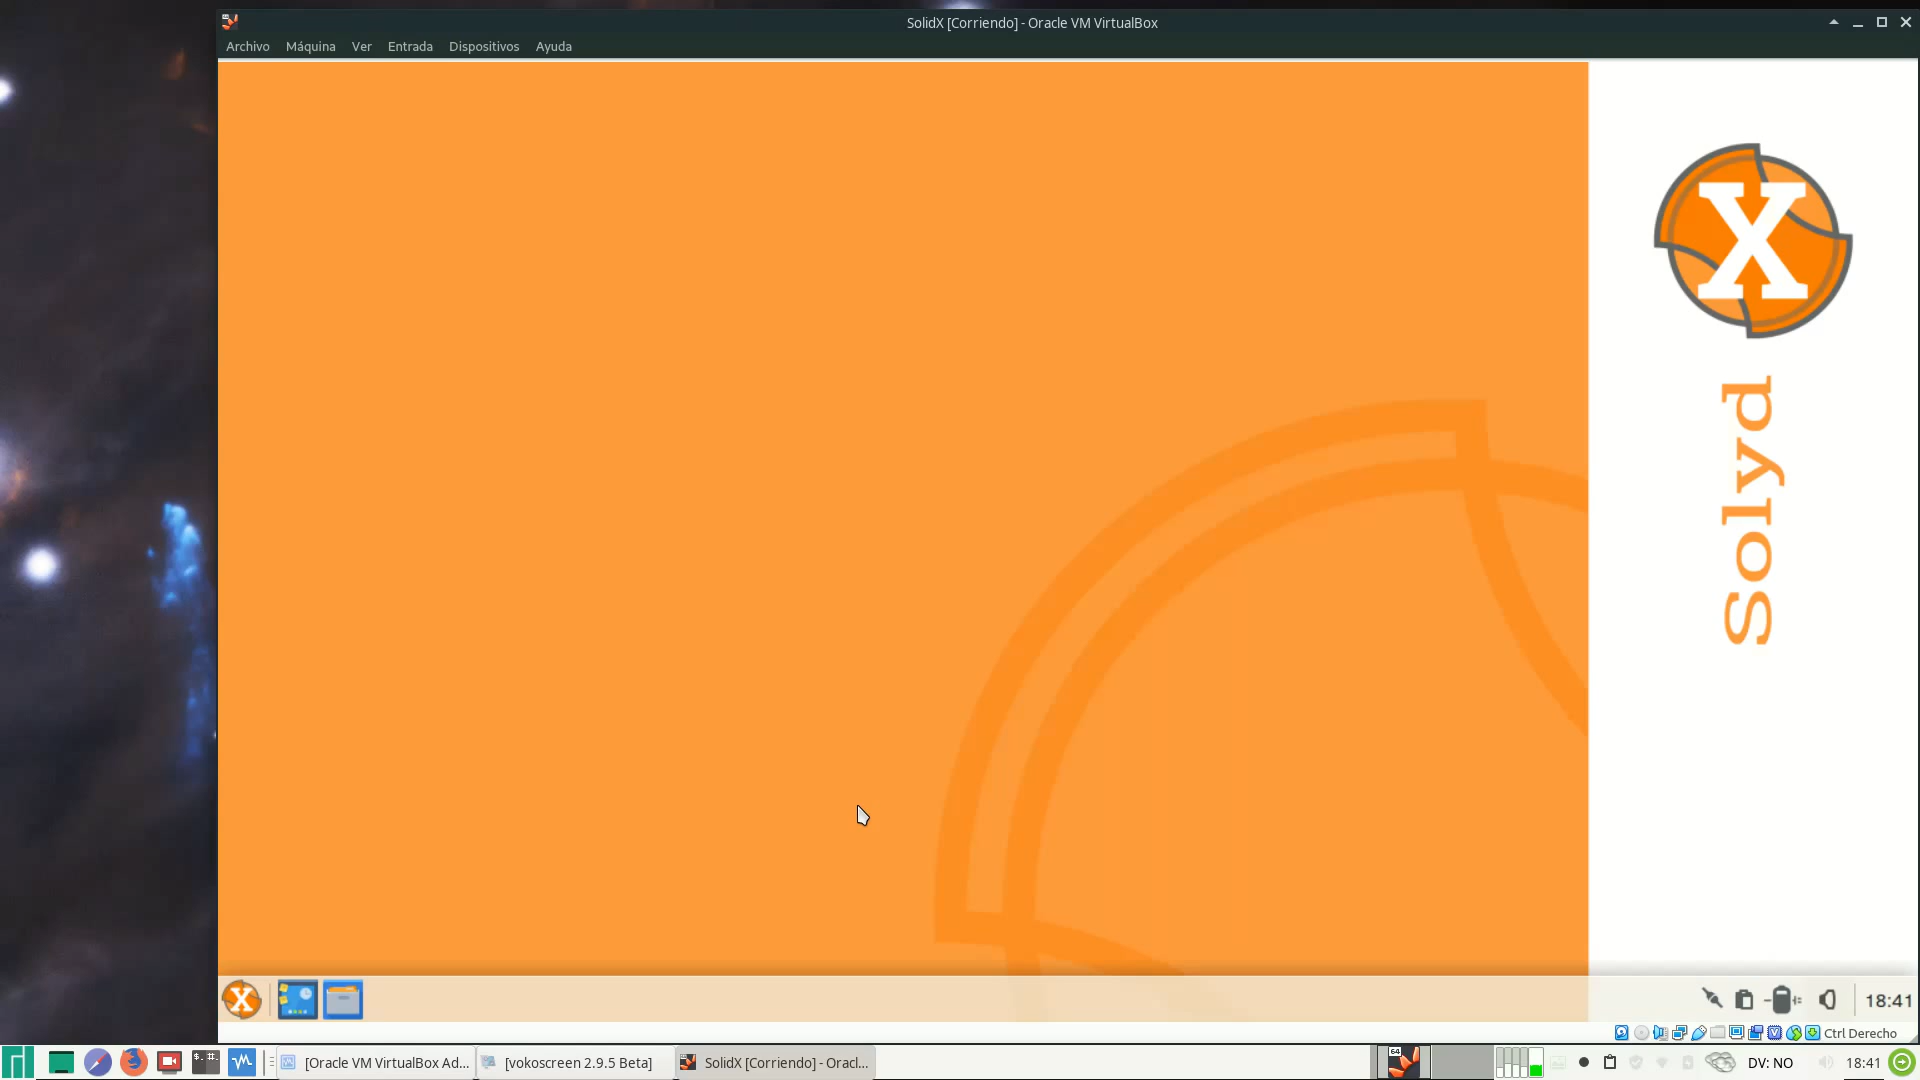 SolidX [Corriendo] - Oracle VM VirtualBox
Archivo Máquina Ver Entrada Dispositivos Ayuda
X
Solyd
X
18:41
Ctrl Derecho
[Oracle VM VirtualBox Ad... [vokoscreen 2.9.5 Beta] SolidX [Corriendo] - Oracl... 64 DV: NO 18:41